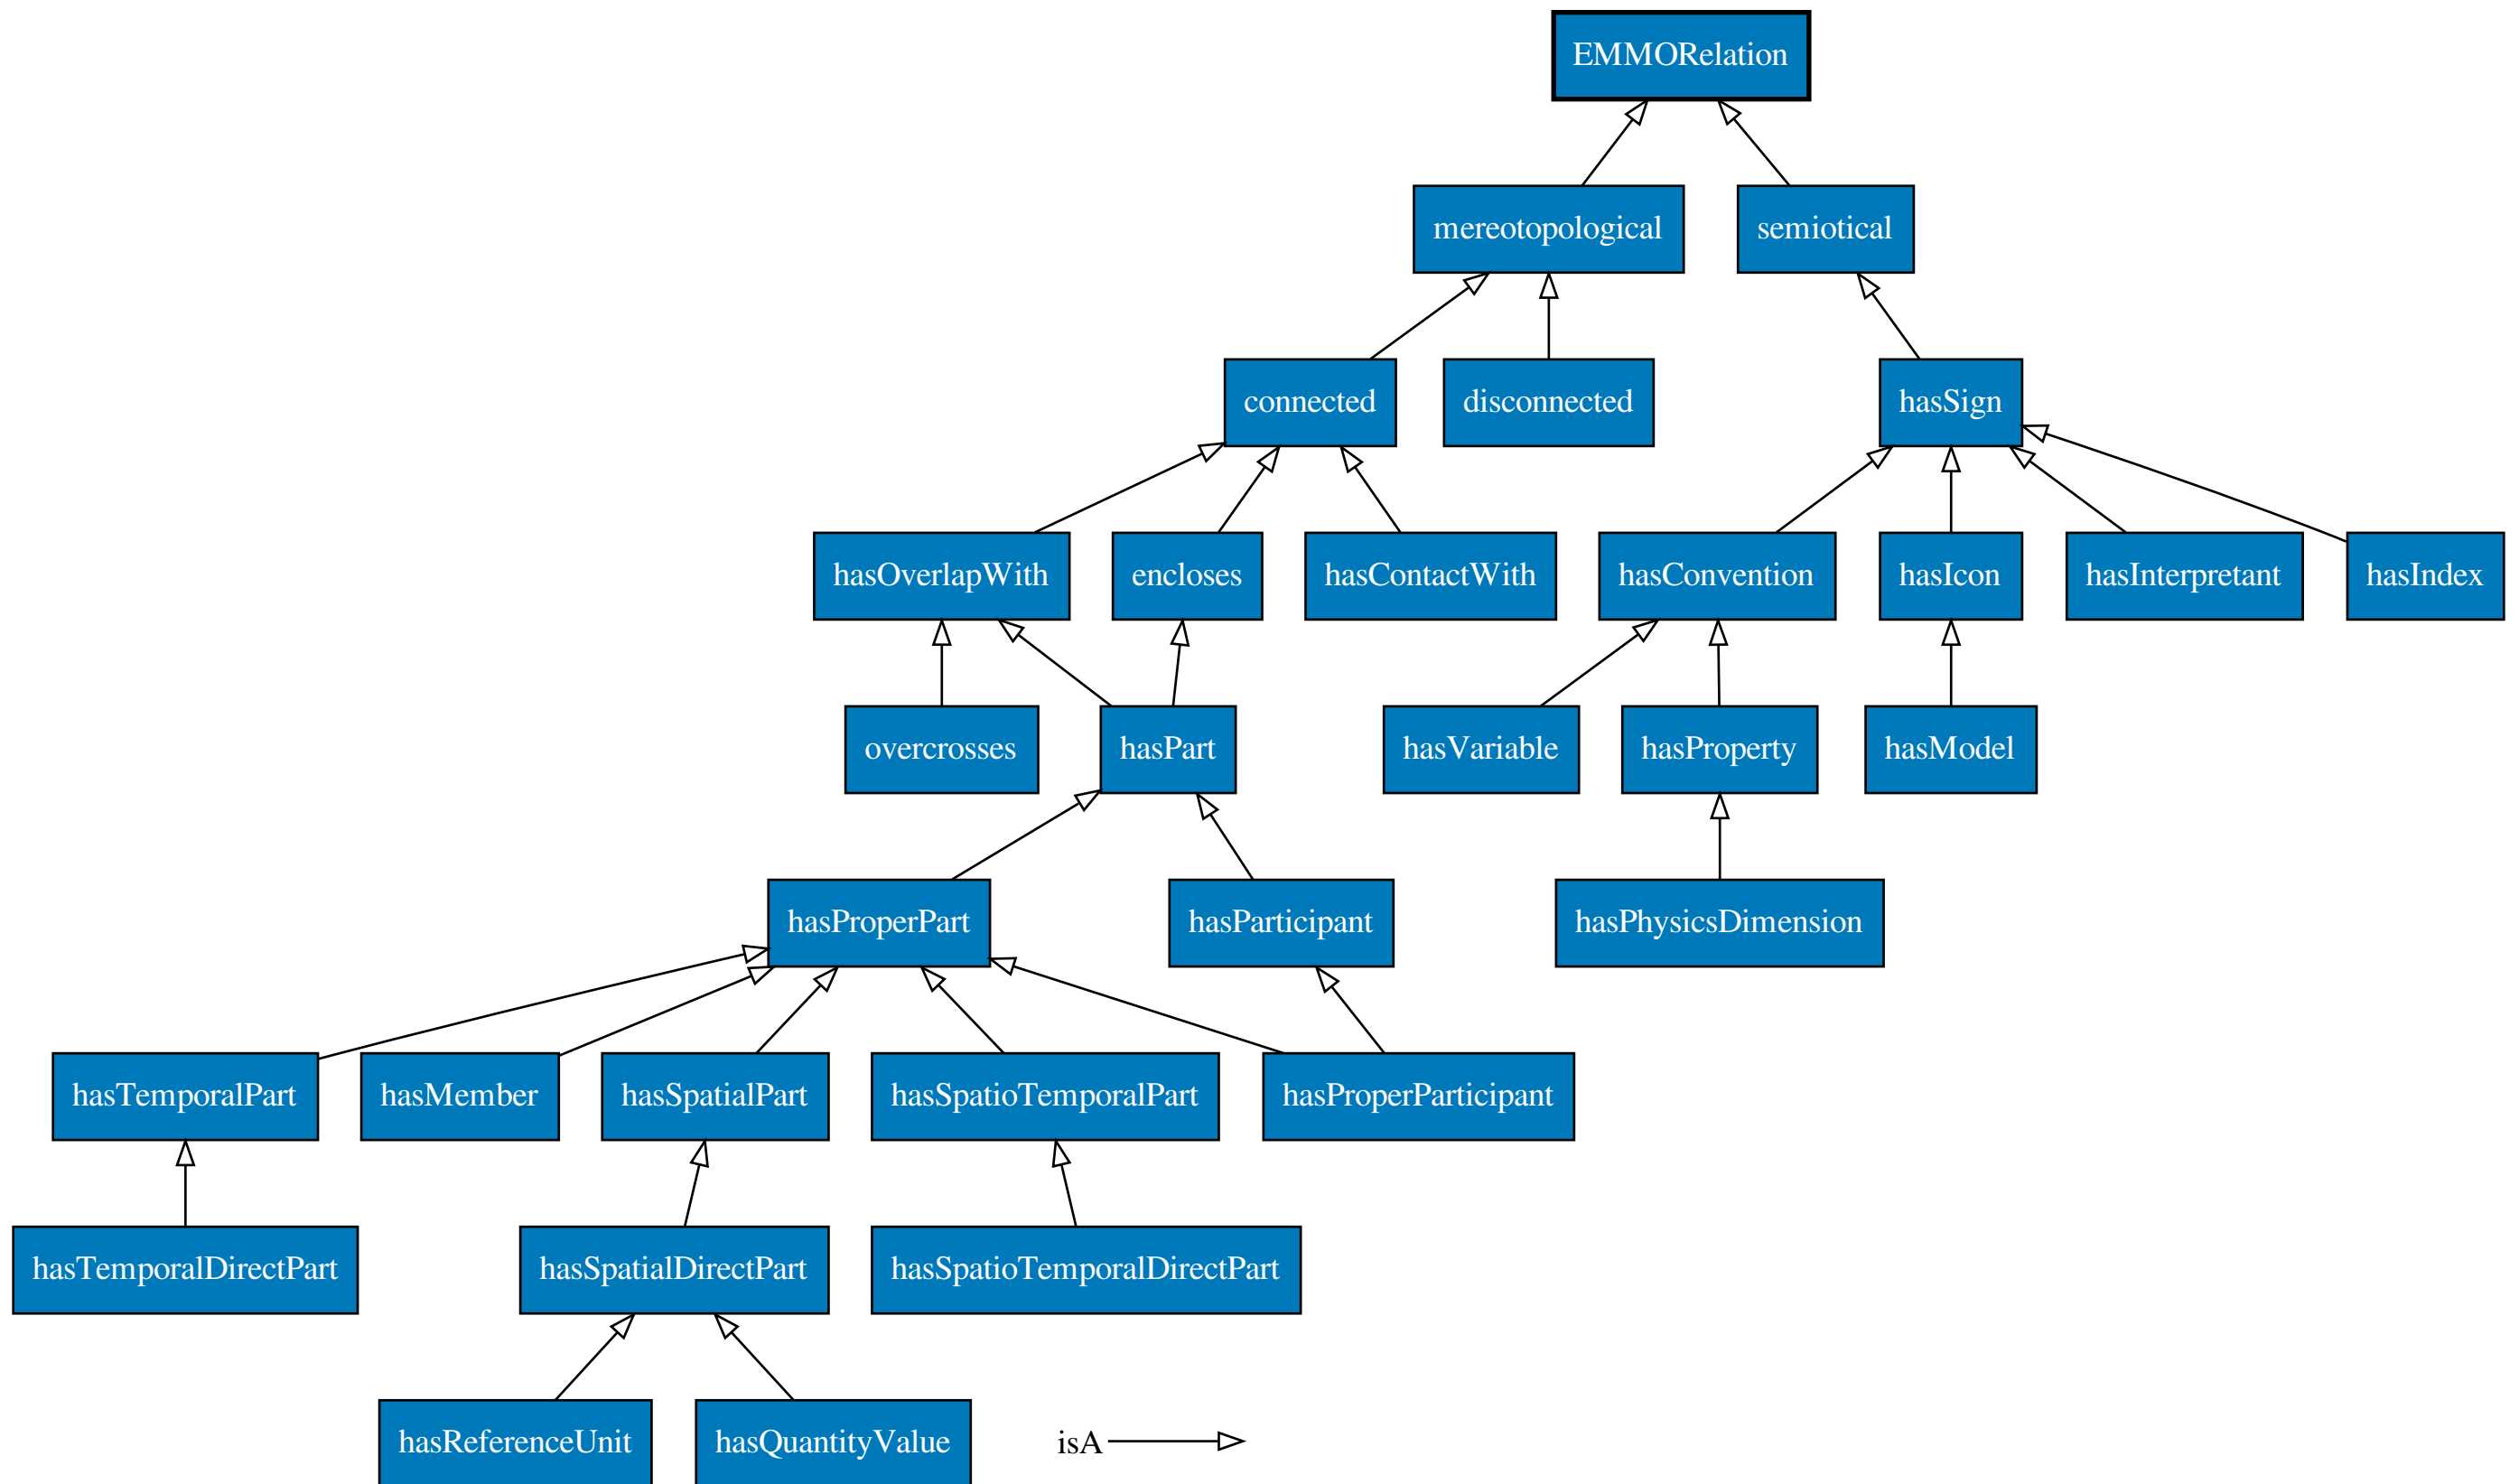 EMMORelation
mereotopological
semiotical
connected
disconnected
hasSign
hasOverlapWith
encloses
hasContactWith
hasConvention
hasIcon
hasInterpretant
hasIndex
overcrosses
hasPart
hasVariable
hasProperty
hasModel
hasProperPart
hasParticipant
hasPhysicsDimension
hasTemporalPart
hasMember
hasSpatialPart
hasSpatioTemporalPart
hasProperParticipant
hasTemporalDirectPart
hasSpatialDirectPart
hasSpatioTemporalDirectPart
hasReferenceUnit
hasQuantityValue
isA